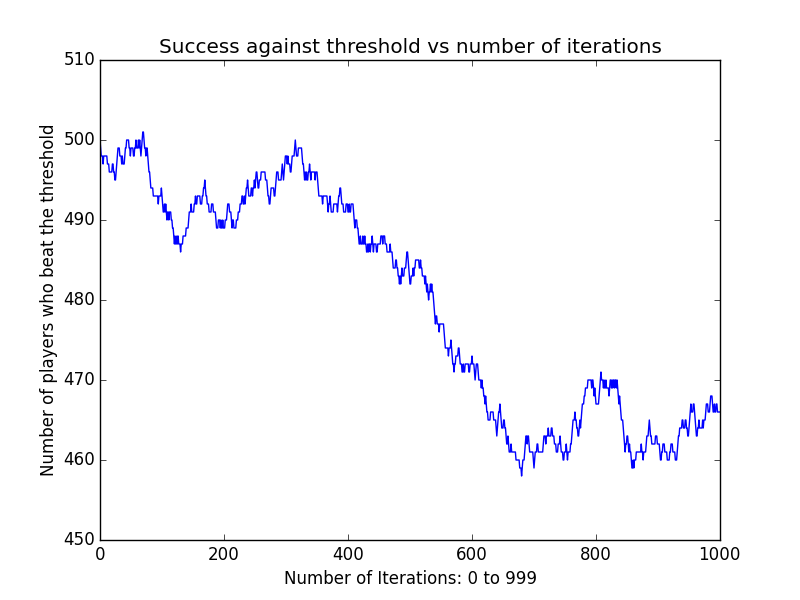 Success against threshold vs number of iterations
510
500
490
480
470
460
450
Number of players who beat the threshold
0 200 400 600 800 1000
Number of Iterations: 0 to 999